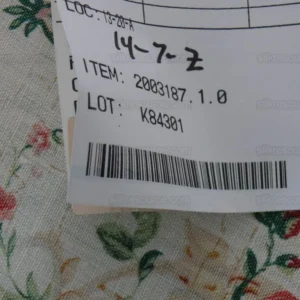 LOC: 13-20-A
14-7-Z
ITEM: 2003187.1.0
LOT: K84301